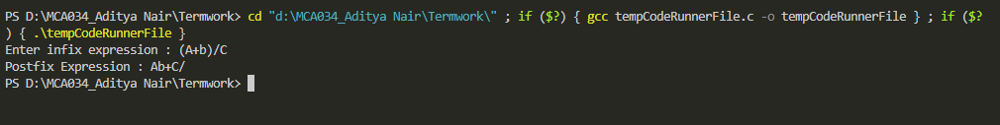 PS D:\MCA034_Aditya Nair\Termwork> cd "d:\MCA034_Aditya Nair\Termwork\" ; if ($?) { gcc tempCodeRunnerFile.c -o tempCodeRunnerFile } ; if ($?
) { .\tempCodeRunnerFile }
Enter infix expression : (A+b)/C
Postfix Expression : Ab+C/
PS D:\MCA034_Aditya Nair\Termwork>